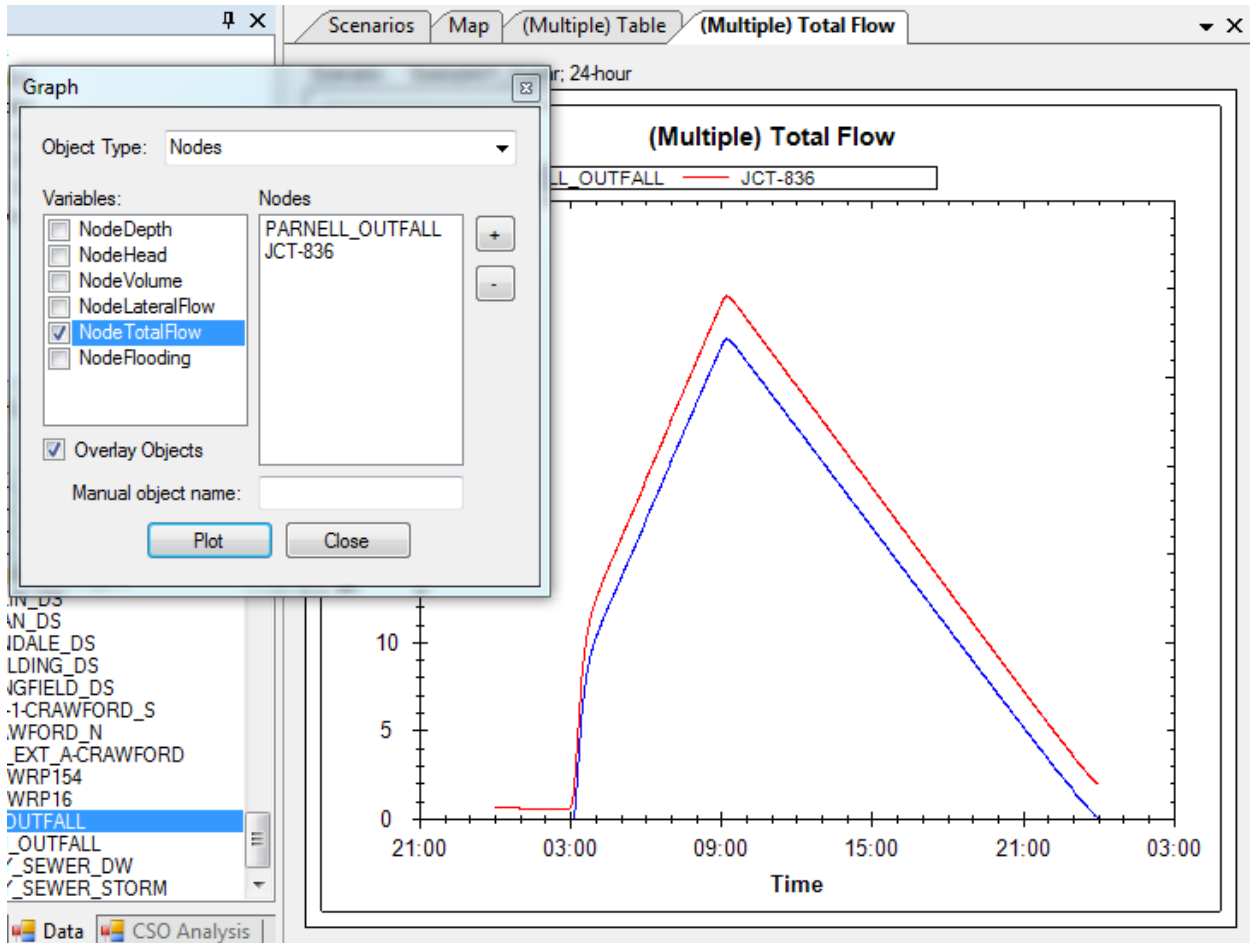 Scenarios Map (Multiple) Table (Multiple) Total Flow
24-hour
Graph
Object Type: Nodes
Variables: Nodes
NodeDepth
NodeHead
NodeVolume
NodeLateralFlow
NodeTotalFlow
NodeFlooding
PARNELL_OUTFALL
JCT-836
+
-
Overlay Objects
Manual object name:
Plot Close
(Multiple) Total Flow
LL_OUTFALL JCT-836
10
5
0
21:00 03:00 09:00 15:00 21:00 03:00
Time
AN_DS
NDALE_DS
LDING_DS
NGFIELD_DS
-1-CRAWFORD_S
WFORD_N
_EXT_A-CRAWFORD
WRP154
WRP16
OUTFALL
_OUTFALL
_SEWER_DW
_SEWER_STORM
Data CSO Analysis